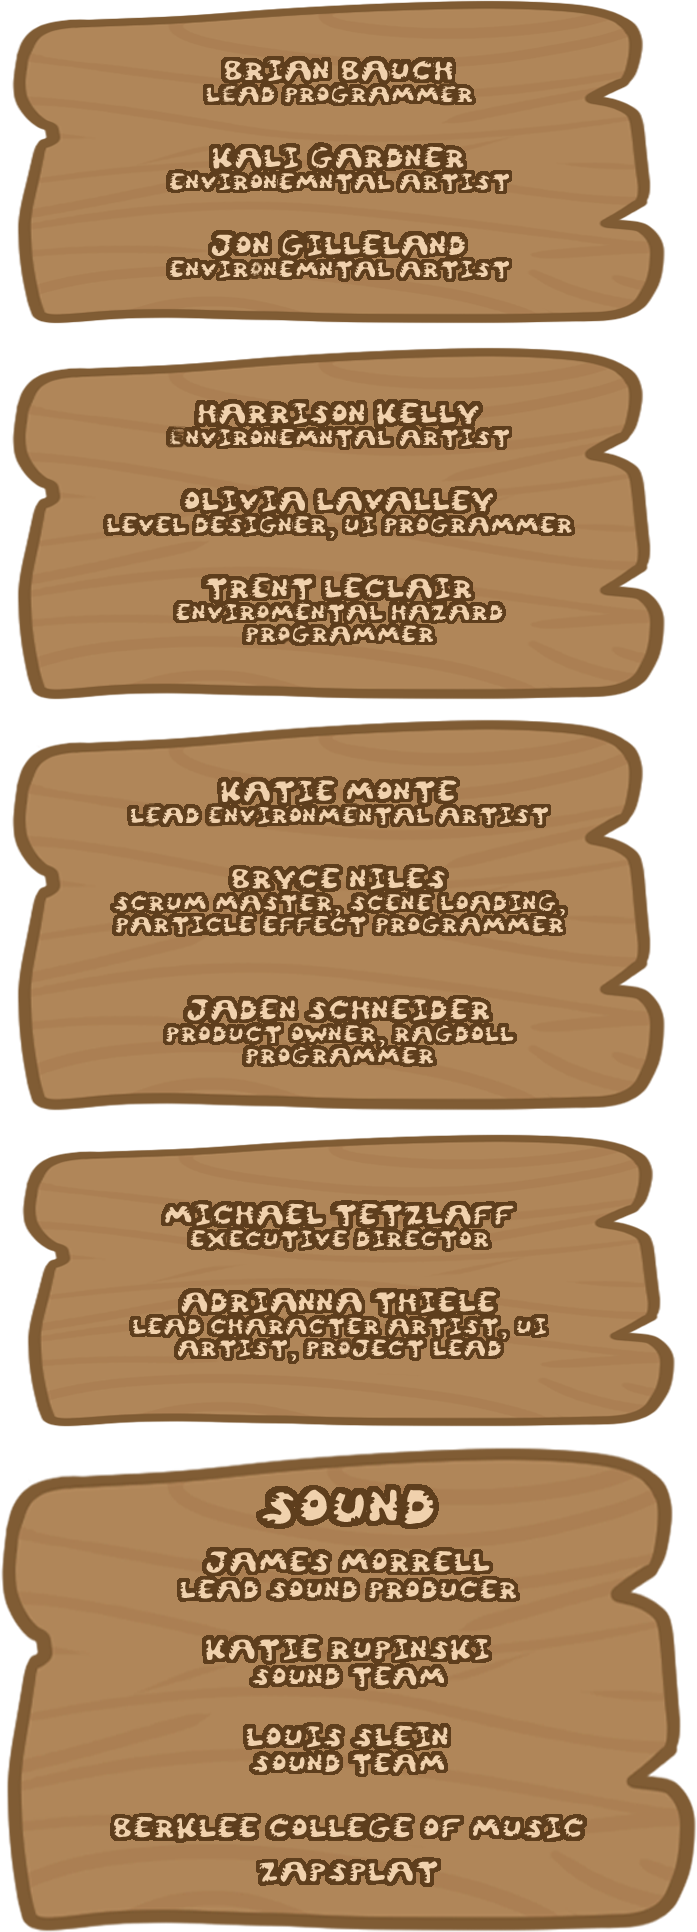 BRIAN BAUCH
LEAD PROGRAMMER
KALI GARDNER
ENVIRONEMNTAL ARTIST
JON GILLELAND
ENVIRONEMNTAL ARTIST
HARRISON KELLY
ENVIRONEMNTAL ARTIST
OLIVIA LAVALLEY
LEVEL DESIGNER, UI PROGRAMMER
TRENT LECLAIR
ENVIROMENTAL HAZARD
PROGRAMMER
KATIE MONTE
LEAD ENVIRONMENTAL ARTIST
BRYCE NILES
SCRUM MASTER, SCENE LOADING,
PARTICLE EFFECT PROGRAMMER
JADEN SCHNEIDER
PRODUCT OWNER, RAGDOLL
PROGRAMMER
MICHAEL TETZLAFF
EXECUTIVE DIRECTOR
ADRIANNA THIELE
LEAD CHARACTER ARTIST, UI
ARTIST, PROJECT LEAD
SOUND
JAMES MORRELL
LEAD SOUND PRODUCER
KATIE RUPINSKI
SOUND TEAM
LOUIS SLEIN
SOUND TEAM
BERKLEE COLLEGE OF MUSIC
ZAPSPLAT